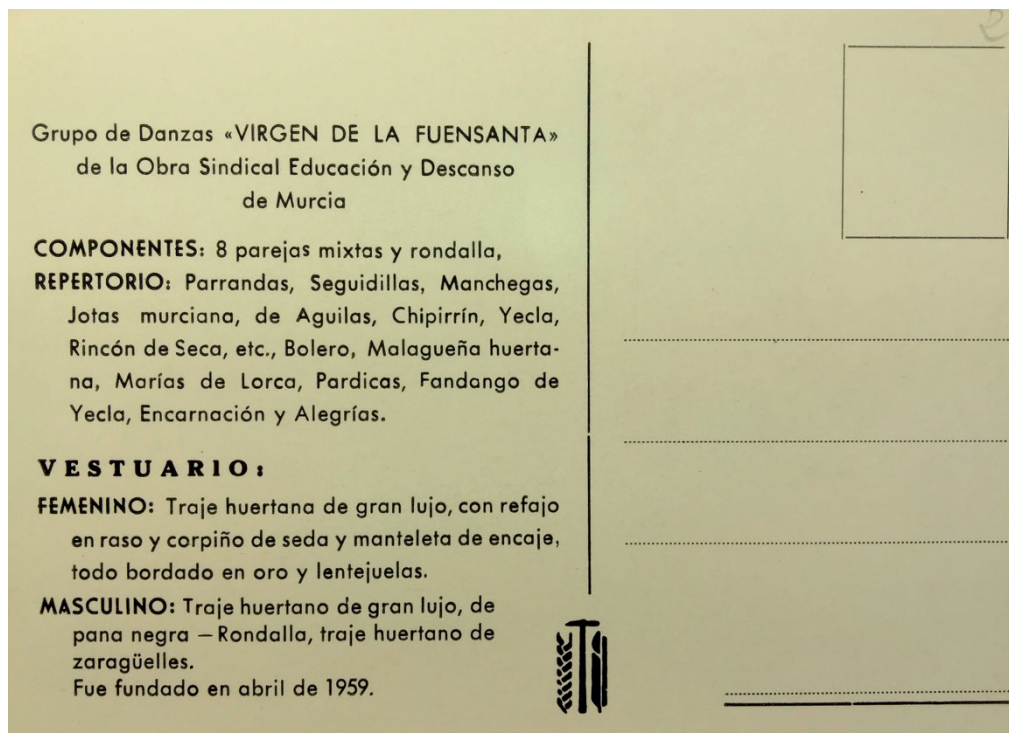 2
Grupo de Danzas «VIRGEN DE LA FUENSANTA»
de la Obra Sindical Educación y Descanso
de Murcia
COMPONENTES: 8 parejas mixtas y rondalla,
REPERTORIO: Parrandas, Seguidillas, Manchegas,
Jotas murciana, de Aguilas, Chipirrín, Yecla,
Rincón de Seca, etc., Bolero, Malagueña huerta-
na, Marías de Lorca, Pardicas, Fandango de
Yecla, Encarnación y Alegrías.
VESTUARIO:
FEMENINO: Traje huertana de gran lujo, con refajo
en raso y corpiño de seda y manteleta de encaje,
todo bordado en oro y lentejuelas.
MASCULINO: Traje huertano de gran lujo, de
pana negra — Rondalla, traje huertano de
zaragüelles.
Fue fundado en abril de 1959.